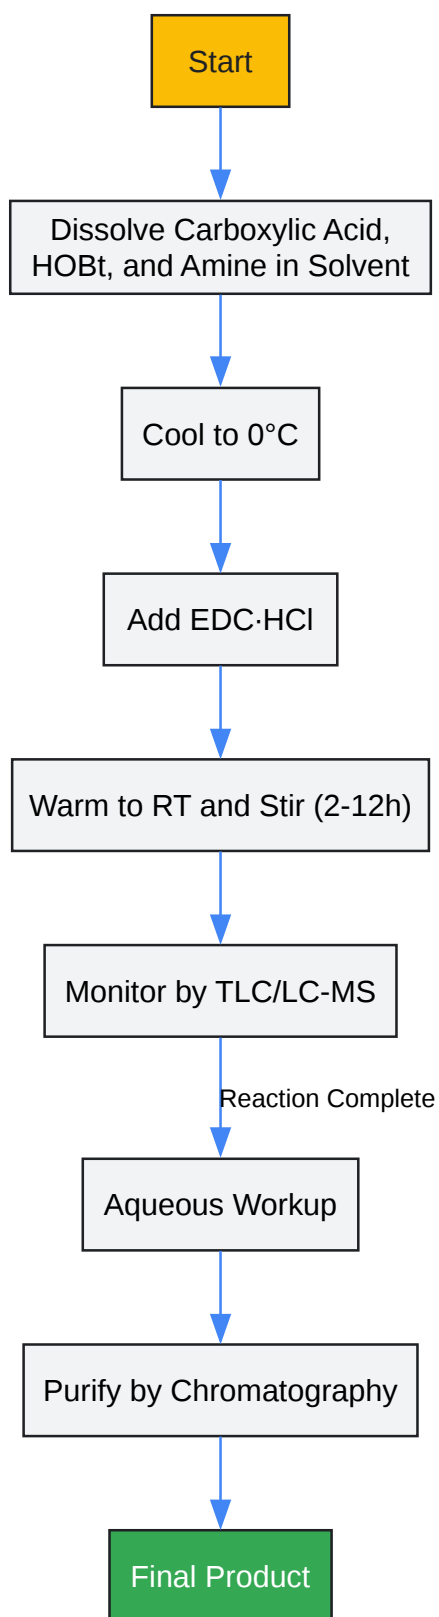 Start
Dissolve Carboxylic Acid,
HOBt, and Amine in Solvent
Cool to 0°C
Add EDC·HCl
Warm to RT and Stir (2-12h)
Monitor by TLC/LC-MS
Reaction Complete
Aqueous Workup
Purify by Chromatography
Final Product